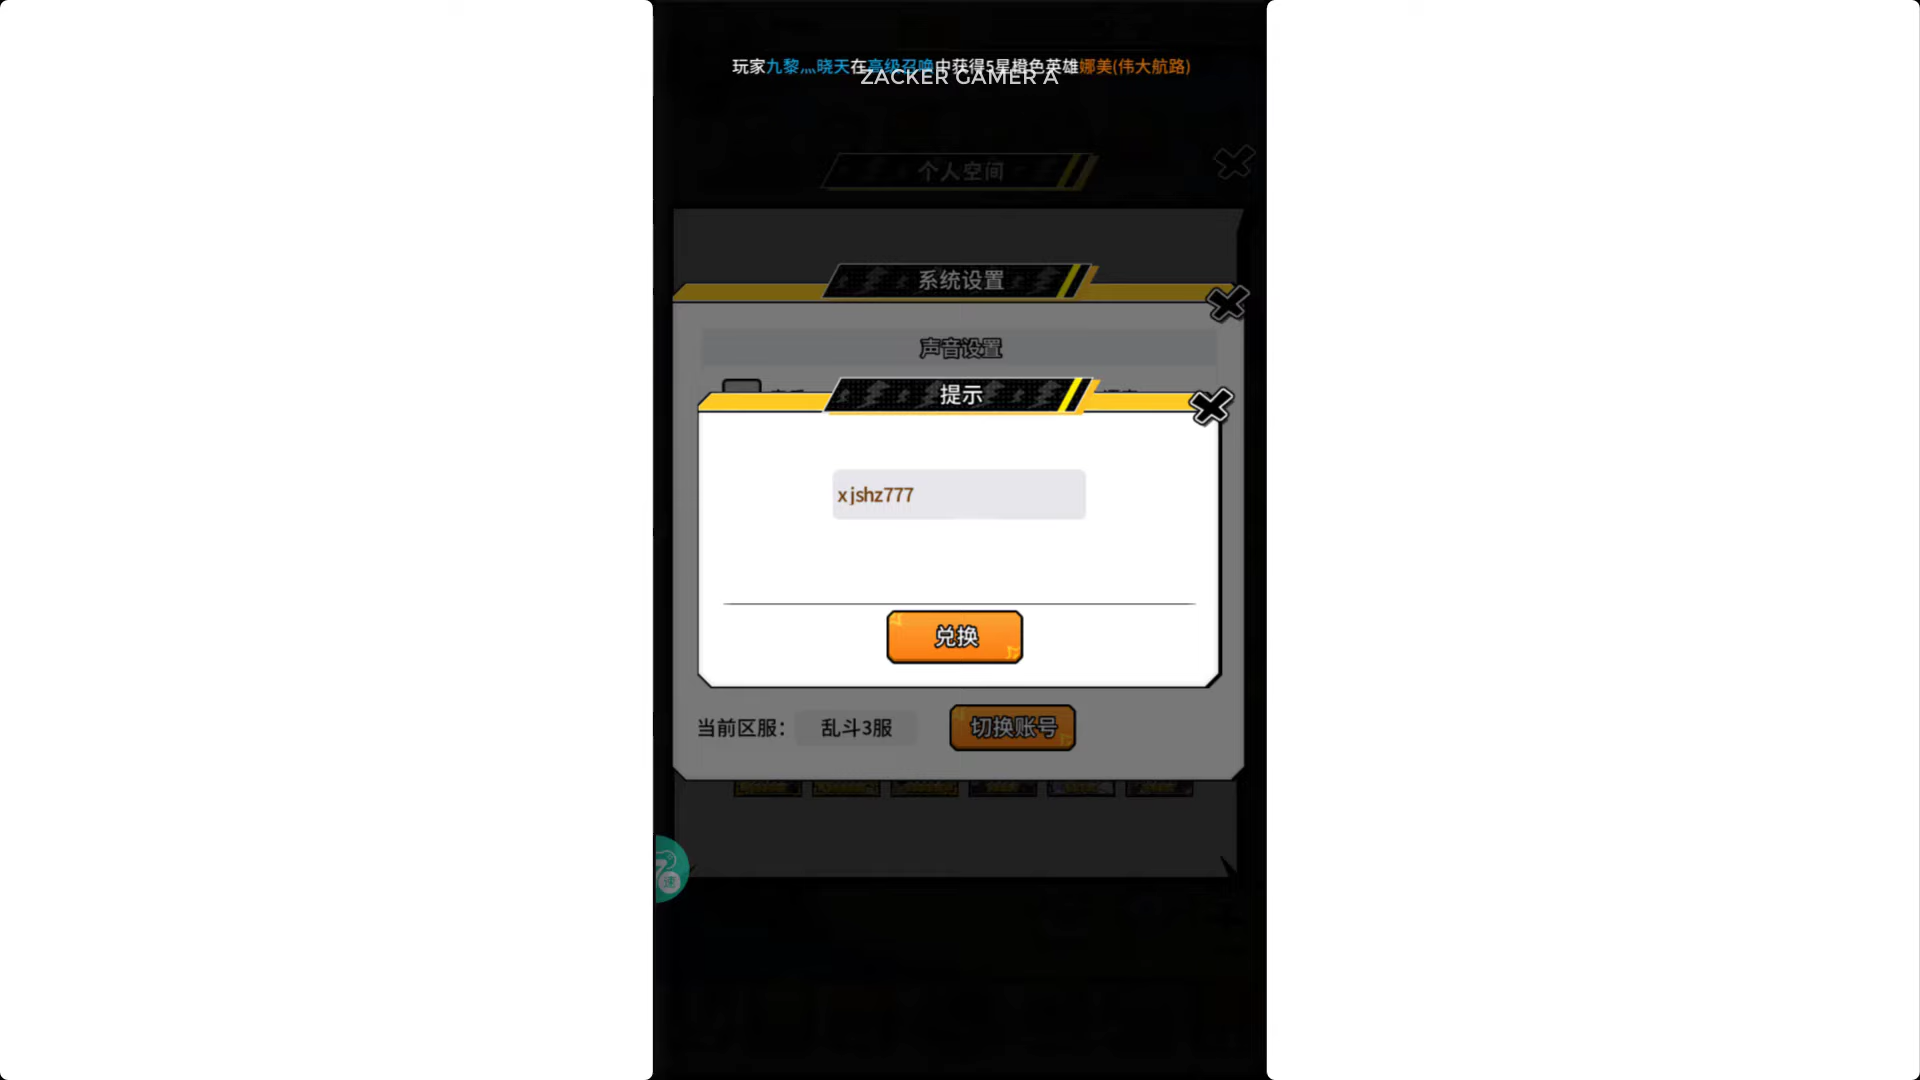 玩家九黎灬晓天在高级召唤中获得5星橙色英雄娜美(伟大航路)
ZACKER GAMER A
个人空间
系统设置
声音设置
提示
xjshz777
兑换
当前区服：
乱斗3服
切换账号
速